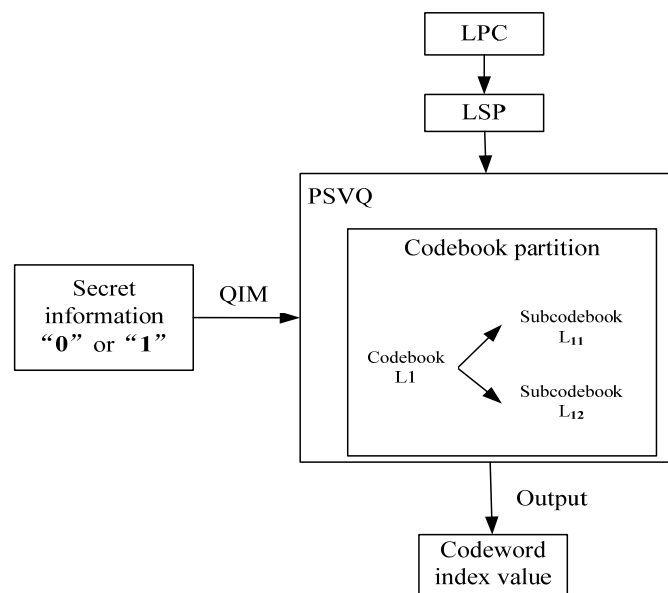 LPC
LSP
PSVQ
Codebook partition
Secret
information
“0” or “1”
QIM
Subcodebook
L11
Codebook
L1
Subcodebook
L12
Output
Codeword
index value